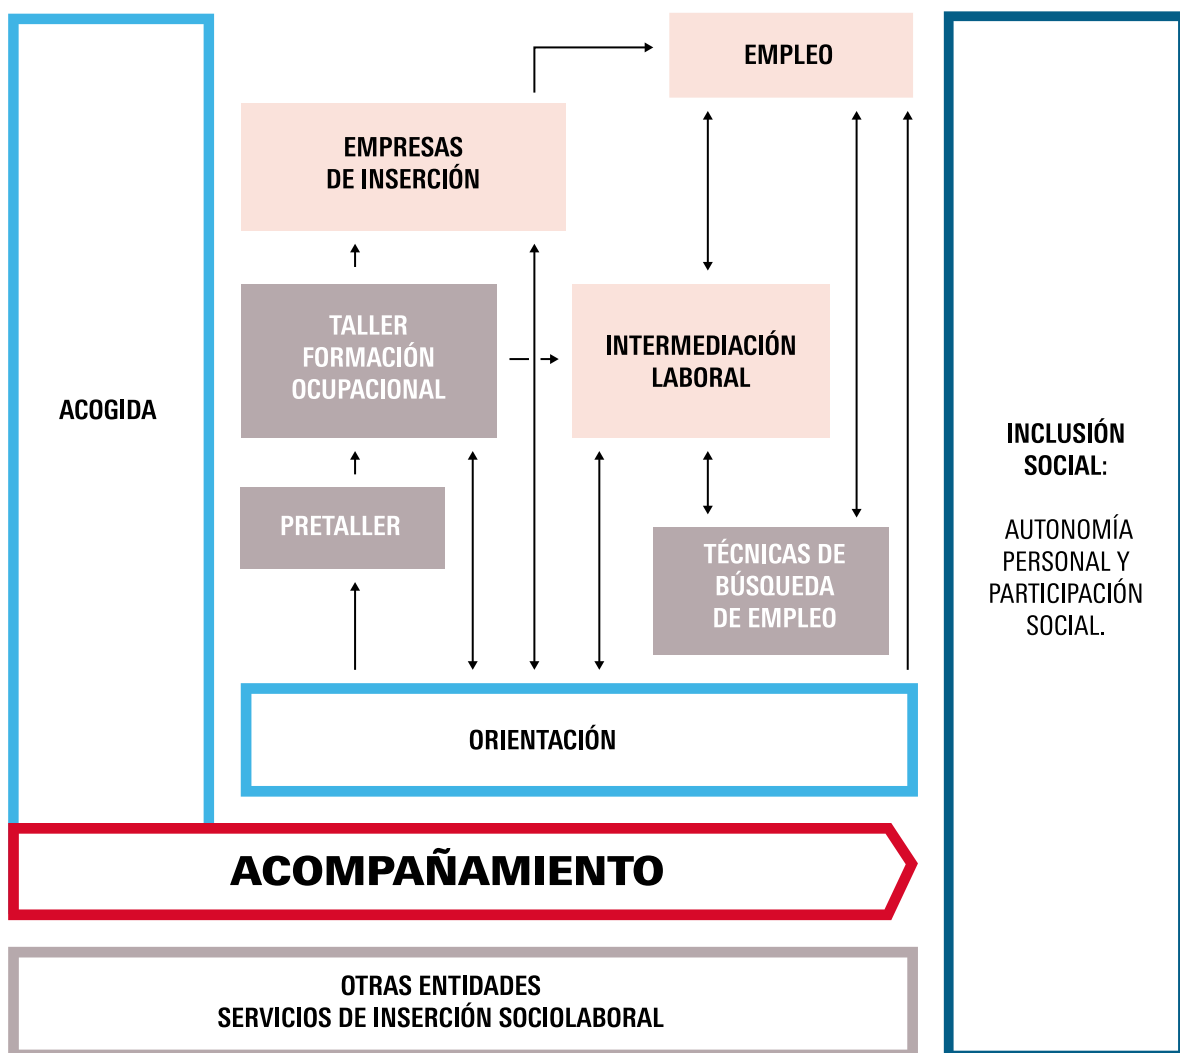 EMPLEO
EMPRESAS
DE INSERCIÓN
TALLER
FORMACIÓN
OCUPACIONAL
INTERMEDIACIÓN
LABORAL
ACOGIDA
PRETALLER
TÉCNICAS DE
BÚSQUEDA
DE EMPLEO
INCLUSIÓN
SOCIAL:
AUTONOMÍA
PERSONAL Y
PARTICIPACIÓN
SOCIAL.
ORIENTACIÓN
ACOMPAÑAMIENTO
OTRAS ENTIDADES
SERVICIOS DE INSERCIÓN SOCIOLABORAL